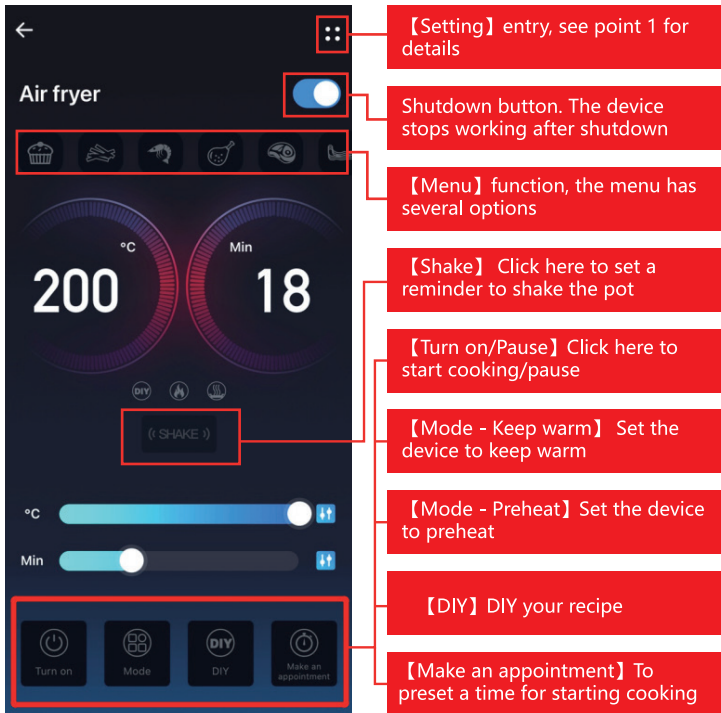 【Setting】entry, see point 1 for
details
Air fryer
Shutdown button. The device
stops working after shutdown
【Menu】function, the menu has
several options
°C
200
Min
18
【Shake】 Click here to set a
reminder to shake the pot
【Turn on/Pause】Click here to
start cooking/pause
DIY
(( SHAKE ))
【Mode - Keep warm】 Set the
device to keep warm
°C
【Mode - Preheat】Set the device
to preheat
Min
【DIY】DIY your recipe
DIY
Turn on
Mode
DIY
Make an
appointment
【Make an appointment】To
preset a time for starting cooking